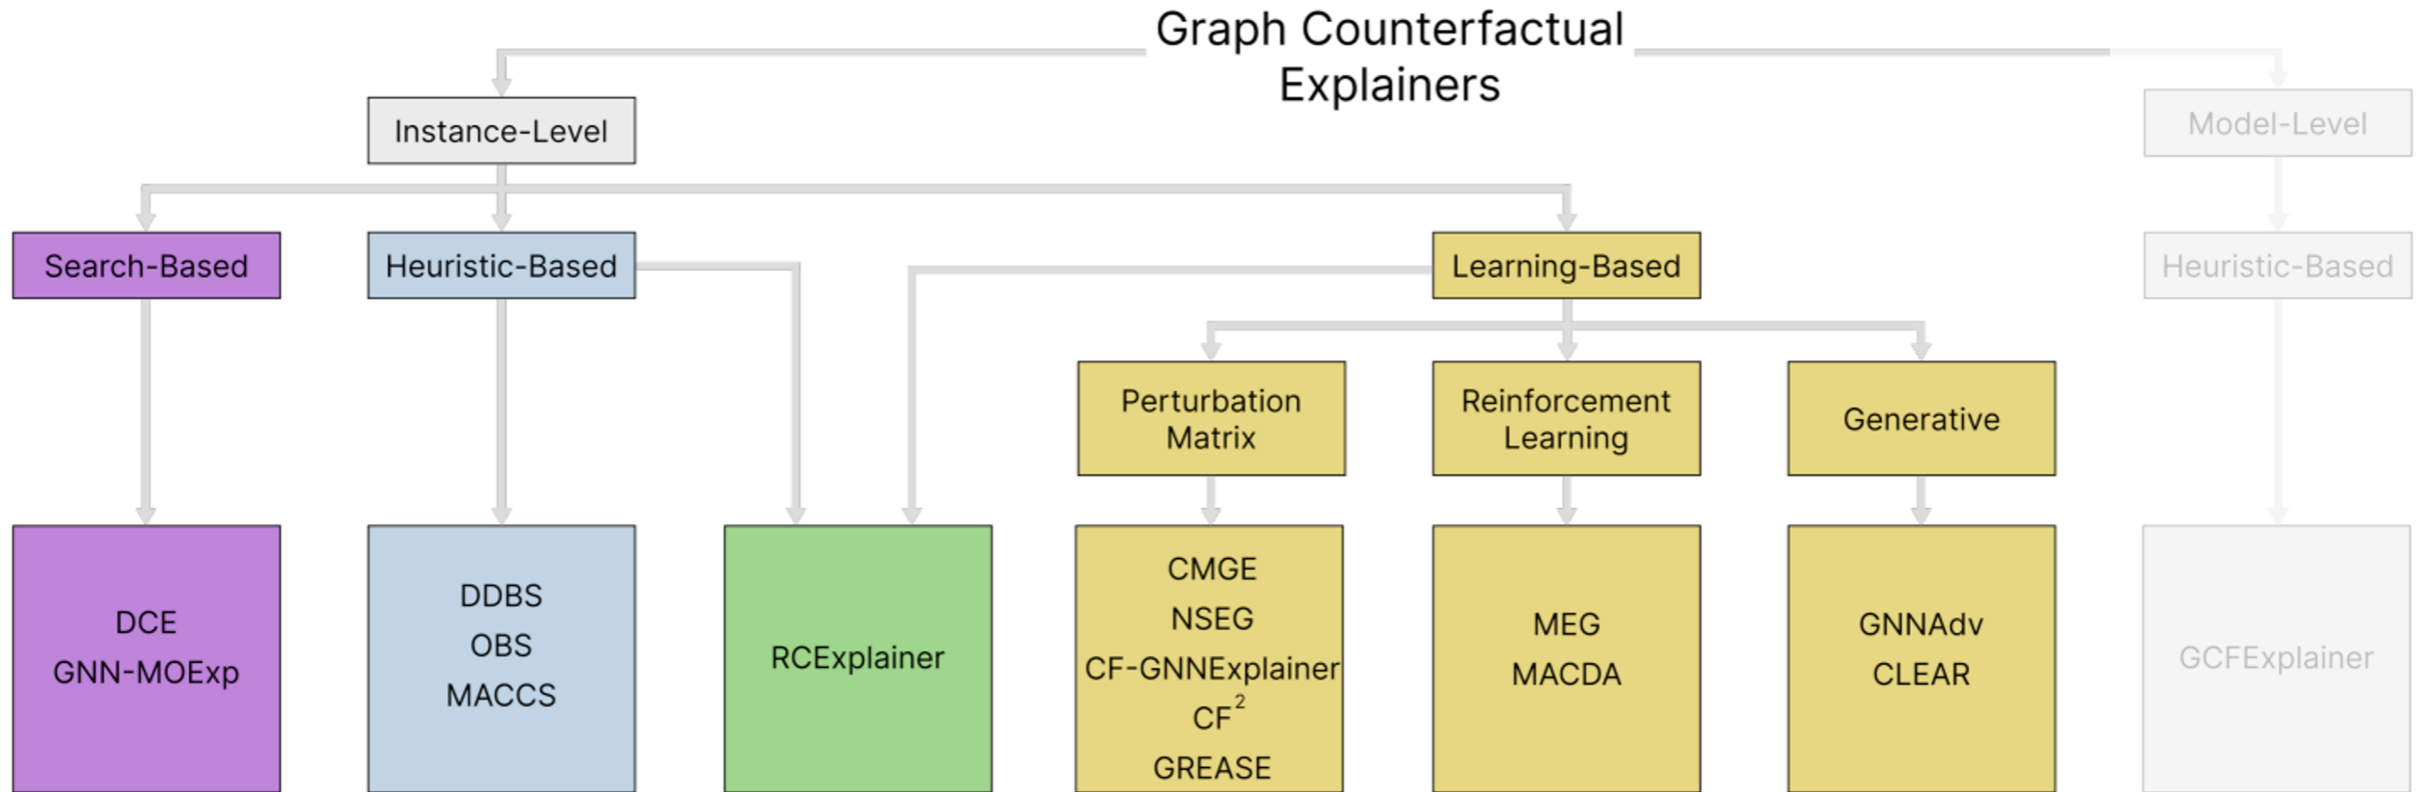 Graph Counterfactual
Explainers
Instance-Level
Model-Level
Search-Based
Heuristic-Based
Learning-Based
Heuristic-Based
Perturbation
Matrix
Reinforcement
Learning
Generative
DCE
GNN-MOExp
DDBS
OBS
MACCS
RCExplainer
CMGE
NSEG
CF-GNNExplainer
CF²
GREASE
MEG
MACDA
GNNAdv
CLEAR
GCFExplainer